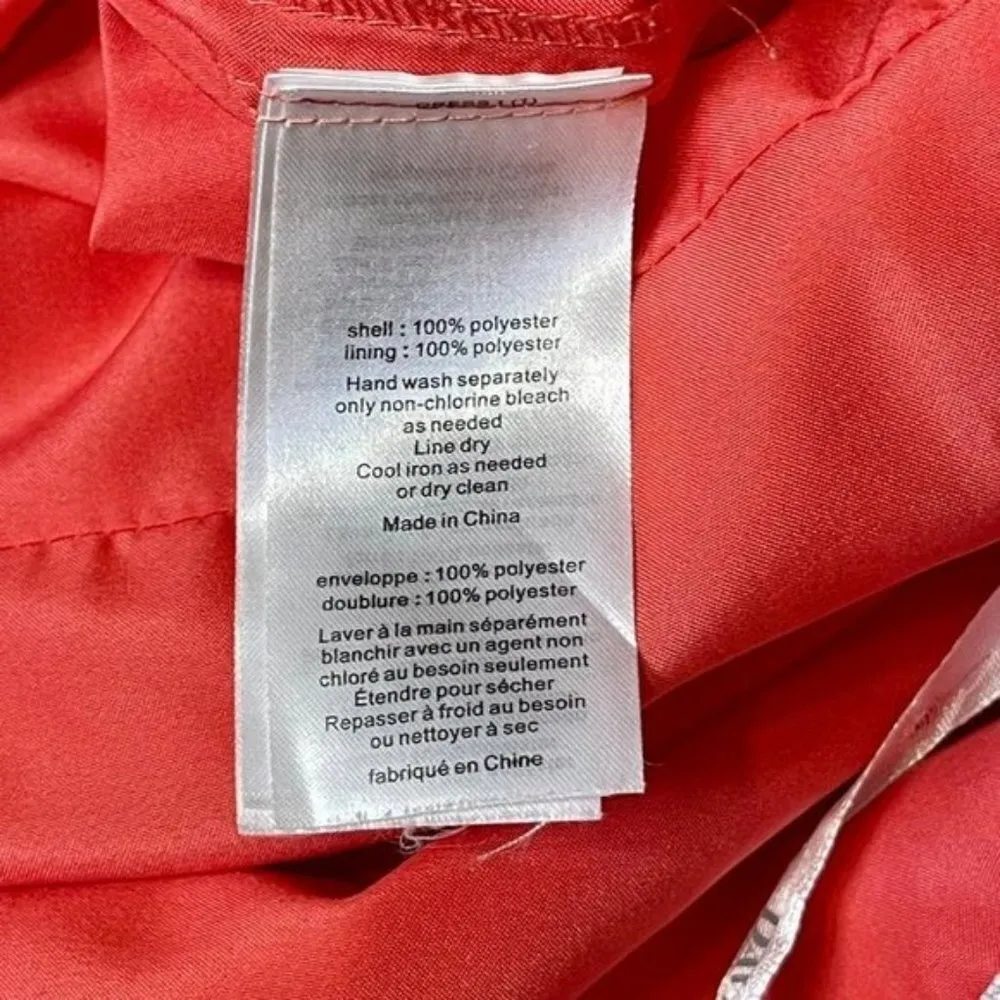 shell : 100% polyester
lining : 100% polyester
Hand wash separately
only non-chlorine bleach
as needed
Line dry
Cool iron as needed
or dry clean
Made in China
enveloppe : 100% polyester
doublure : 100% polyester
Laver à la main séparément
blanchir avec un agent non
chloré au besoin seulement
Étendre pour sécher
Repasser à froid au besoin
ou nettoyer à sec
fabriqué en Chine